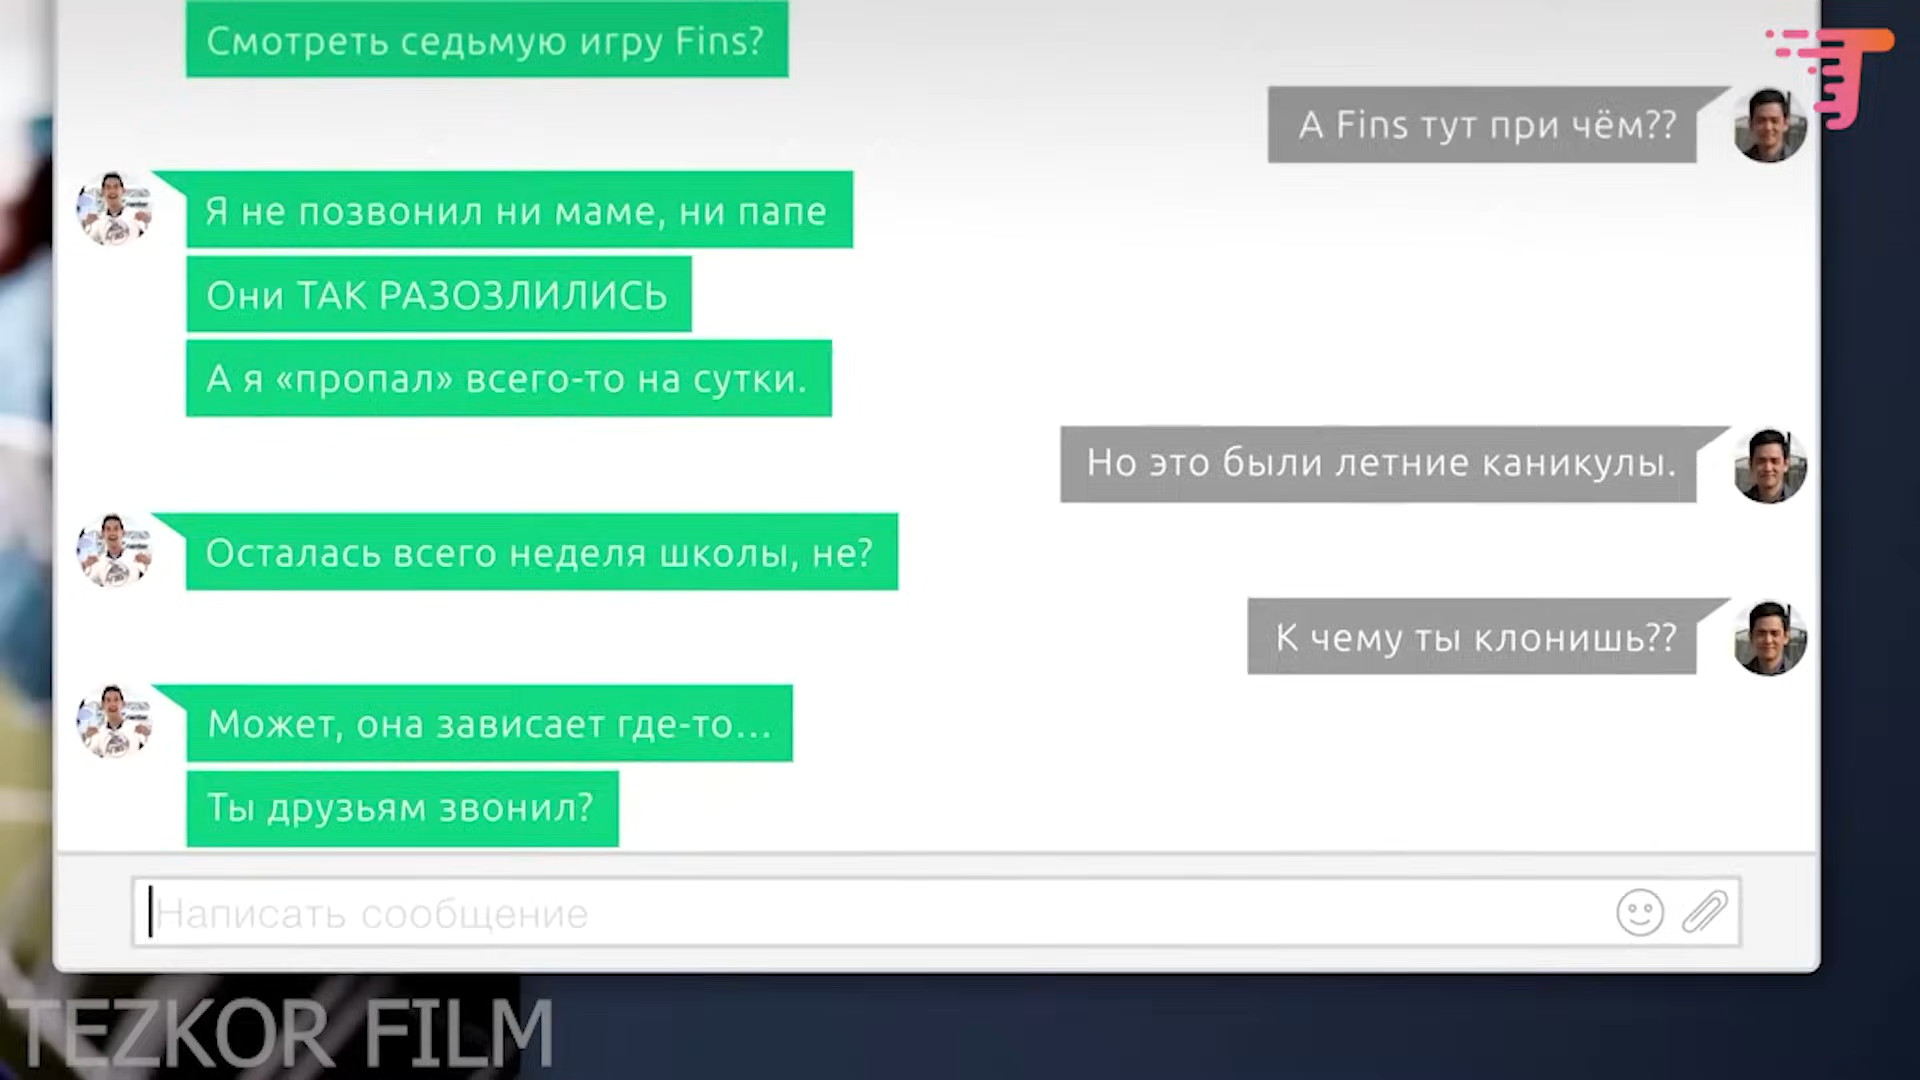 Смотреть седьмую игру Fins?
А Fins тут при чём??
Я не позвонил ни маме, ни папе
Они ТАК РАЗОЗЛИЛИСЬ
А я «пропал» всего-то на сутки.
Но это были летние каникулы.
Осталась всего неделя школы, не?
К чему ты клонишь??
Может, она зависает где-то...
Ты друзьям звонил?
Написать сообщение
TEZKOR FILM